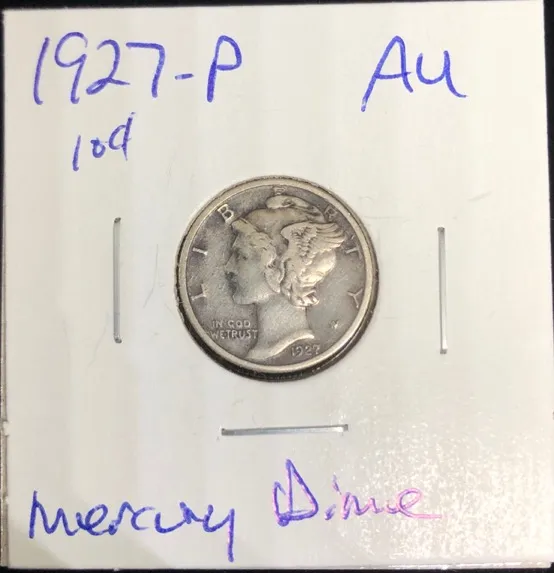 1927-P AU
10¢
LIBERTY
IN GOD
WE TRUST
1927
Mercury Dime